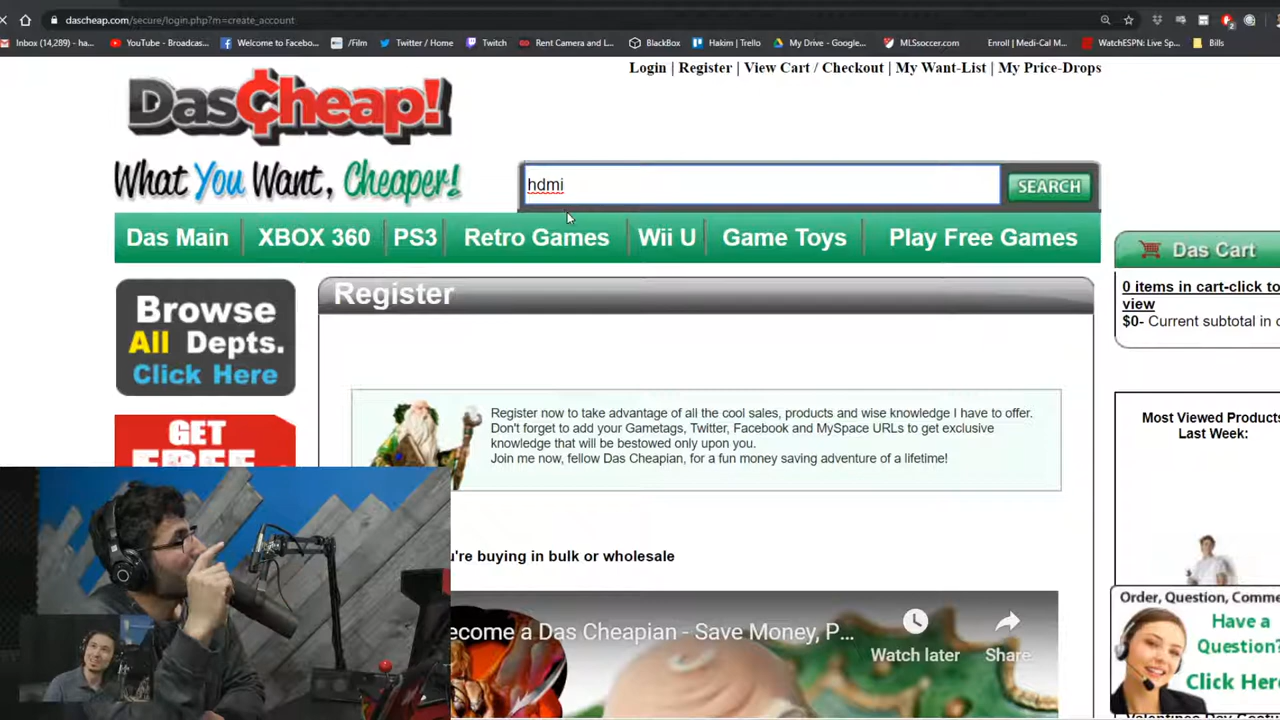 dascheap.com/secure/login.php?m=create_account
Inbox (14,289) - ha...
YouTube - Broadcas...
Welcome to Facebo...
/Film
Twitter / Home
Twitch
Rent Camera and L...
BlackBox
Hakim | Trello
My Drive - Google...
MLSsoccer.com
Enroll | Medi-Cal M...
WatchESPN: Live Sp...
Bills
Login | Register | View Cart / Checkout | My Want-List | My Price-Drops
Das Cheap!
What You Want, Cheaper!
hdmi
SEARCH
Das Main
XBOX 360
PS3
Retro Games
Wii U
Game Toys
Play Free Games
Das Cart
0 items in cart-click to
view
$0- Current subtotal in c
Browse
All Depts.
Click Here
GET
FREE
Register
Register now to take advantage of all the cool sales, products and wise knowledge I have to offer.
Don't forget to add your Gametags, Twitter, Facebook and MySpace URLs to get exclusive
knowledge that will be bestowed only upon you.
Join me now, fellow Das Cheapian, for a fun money saving adventure of a lifetime!
u're buying in bulk or wholesale
ecome a Das Cheapian - Save Money, P...
Watch later
Share
Most Viewed Products
Last Week:
Order, Question, Comme
Have a
Question?
Click Here